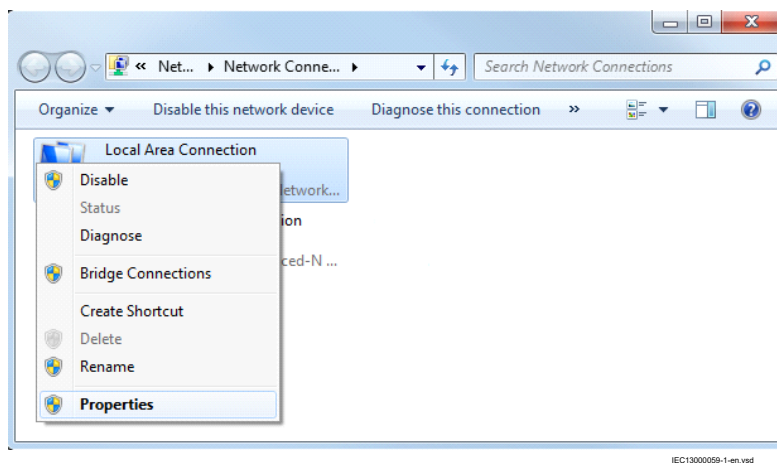 « Net... ▸ Network Conne... ▸
Search Network Connections
Organize ▾ Disable this network device Diagnose this connection »
Local Area Connection
Disable
letwork...
Status
ion
Diagnose
ced-N ...
Bridge Connections
Create Shortcut
Delete
Rename
Properties
IEC13000059-1-en.vsd